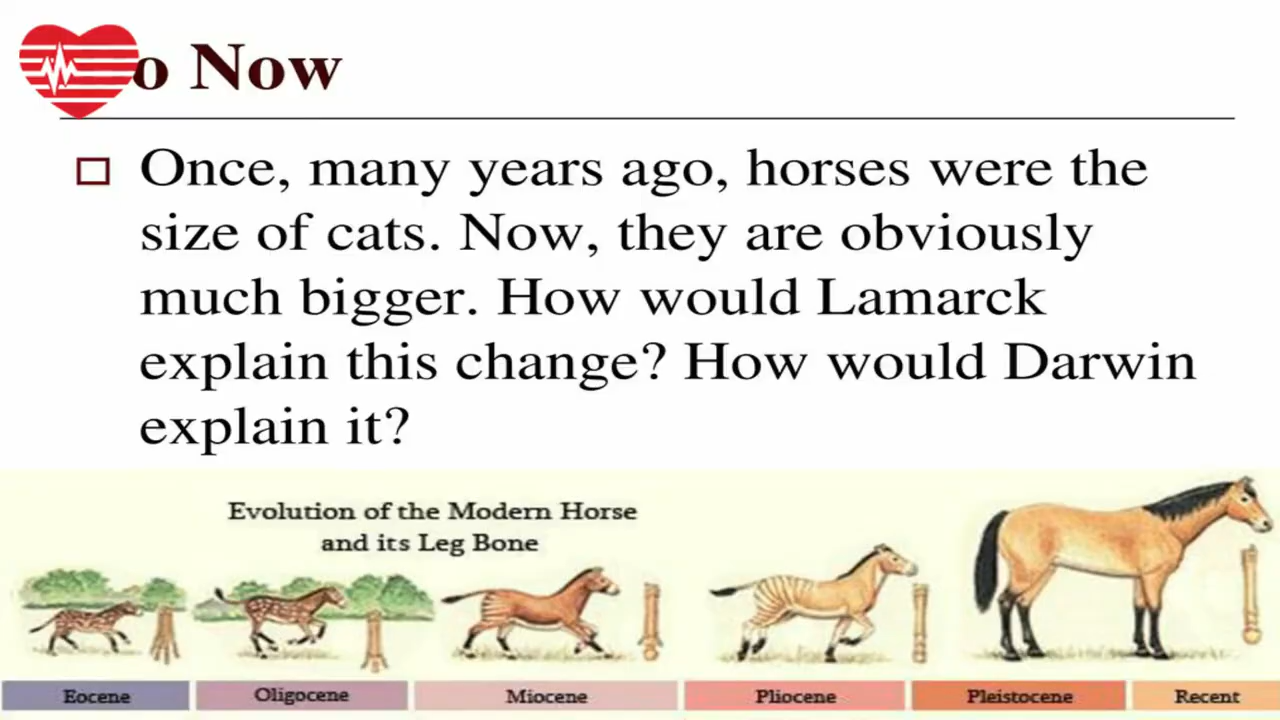 o Now
Once, many years ago, horses were the
size of cats. Now, they are obviously
much bigger. How would Lamarck
explain this change? How would Darwin
explain it?
Evolution of the Modern Horse
and its Leg Bone
Eocene
Oligocene
Miocene
Pliocene
Pleistocene
Recent